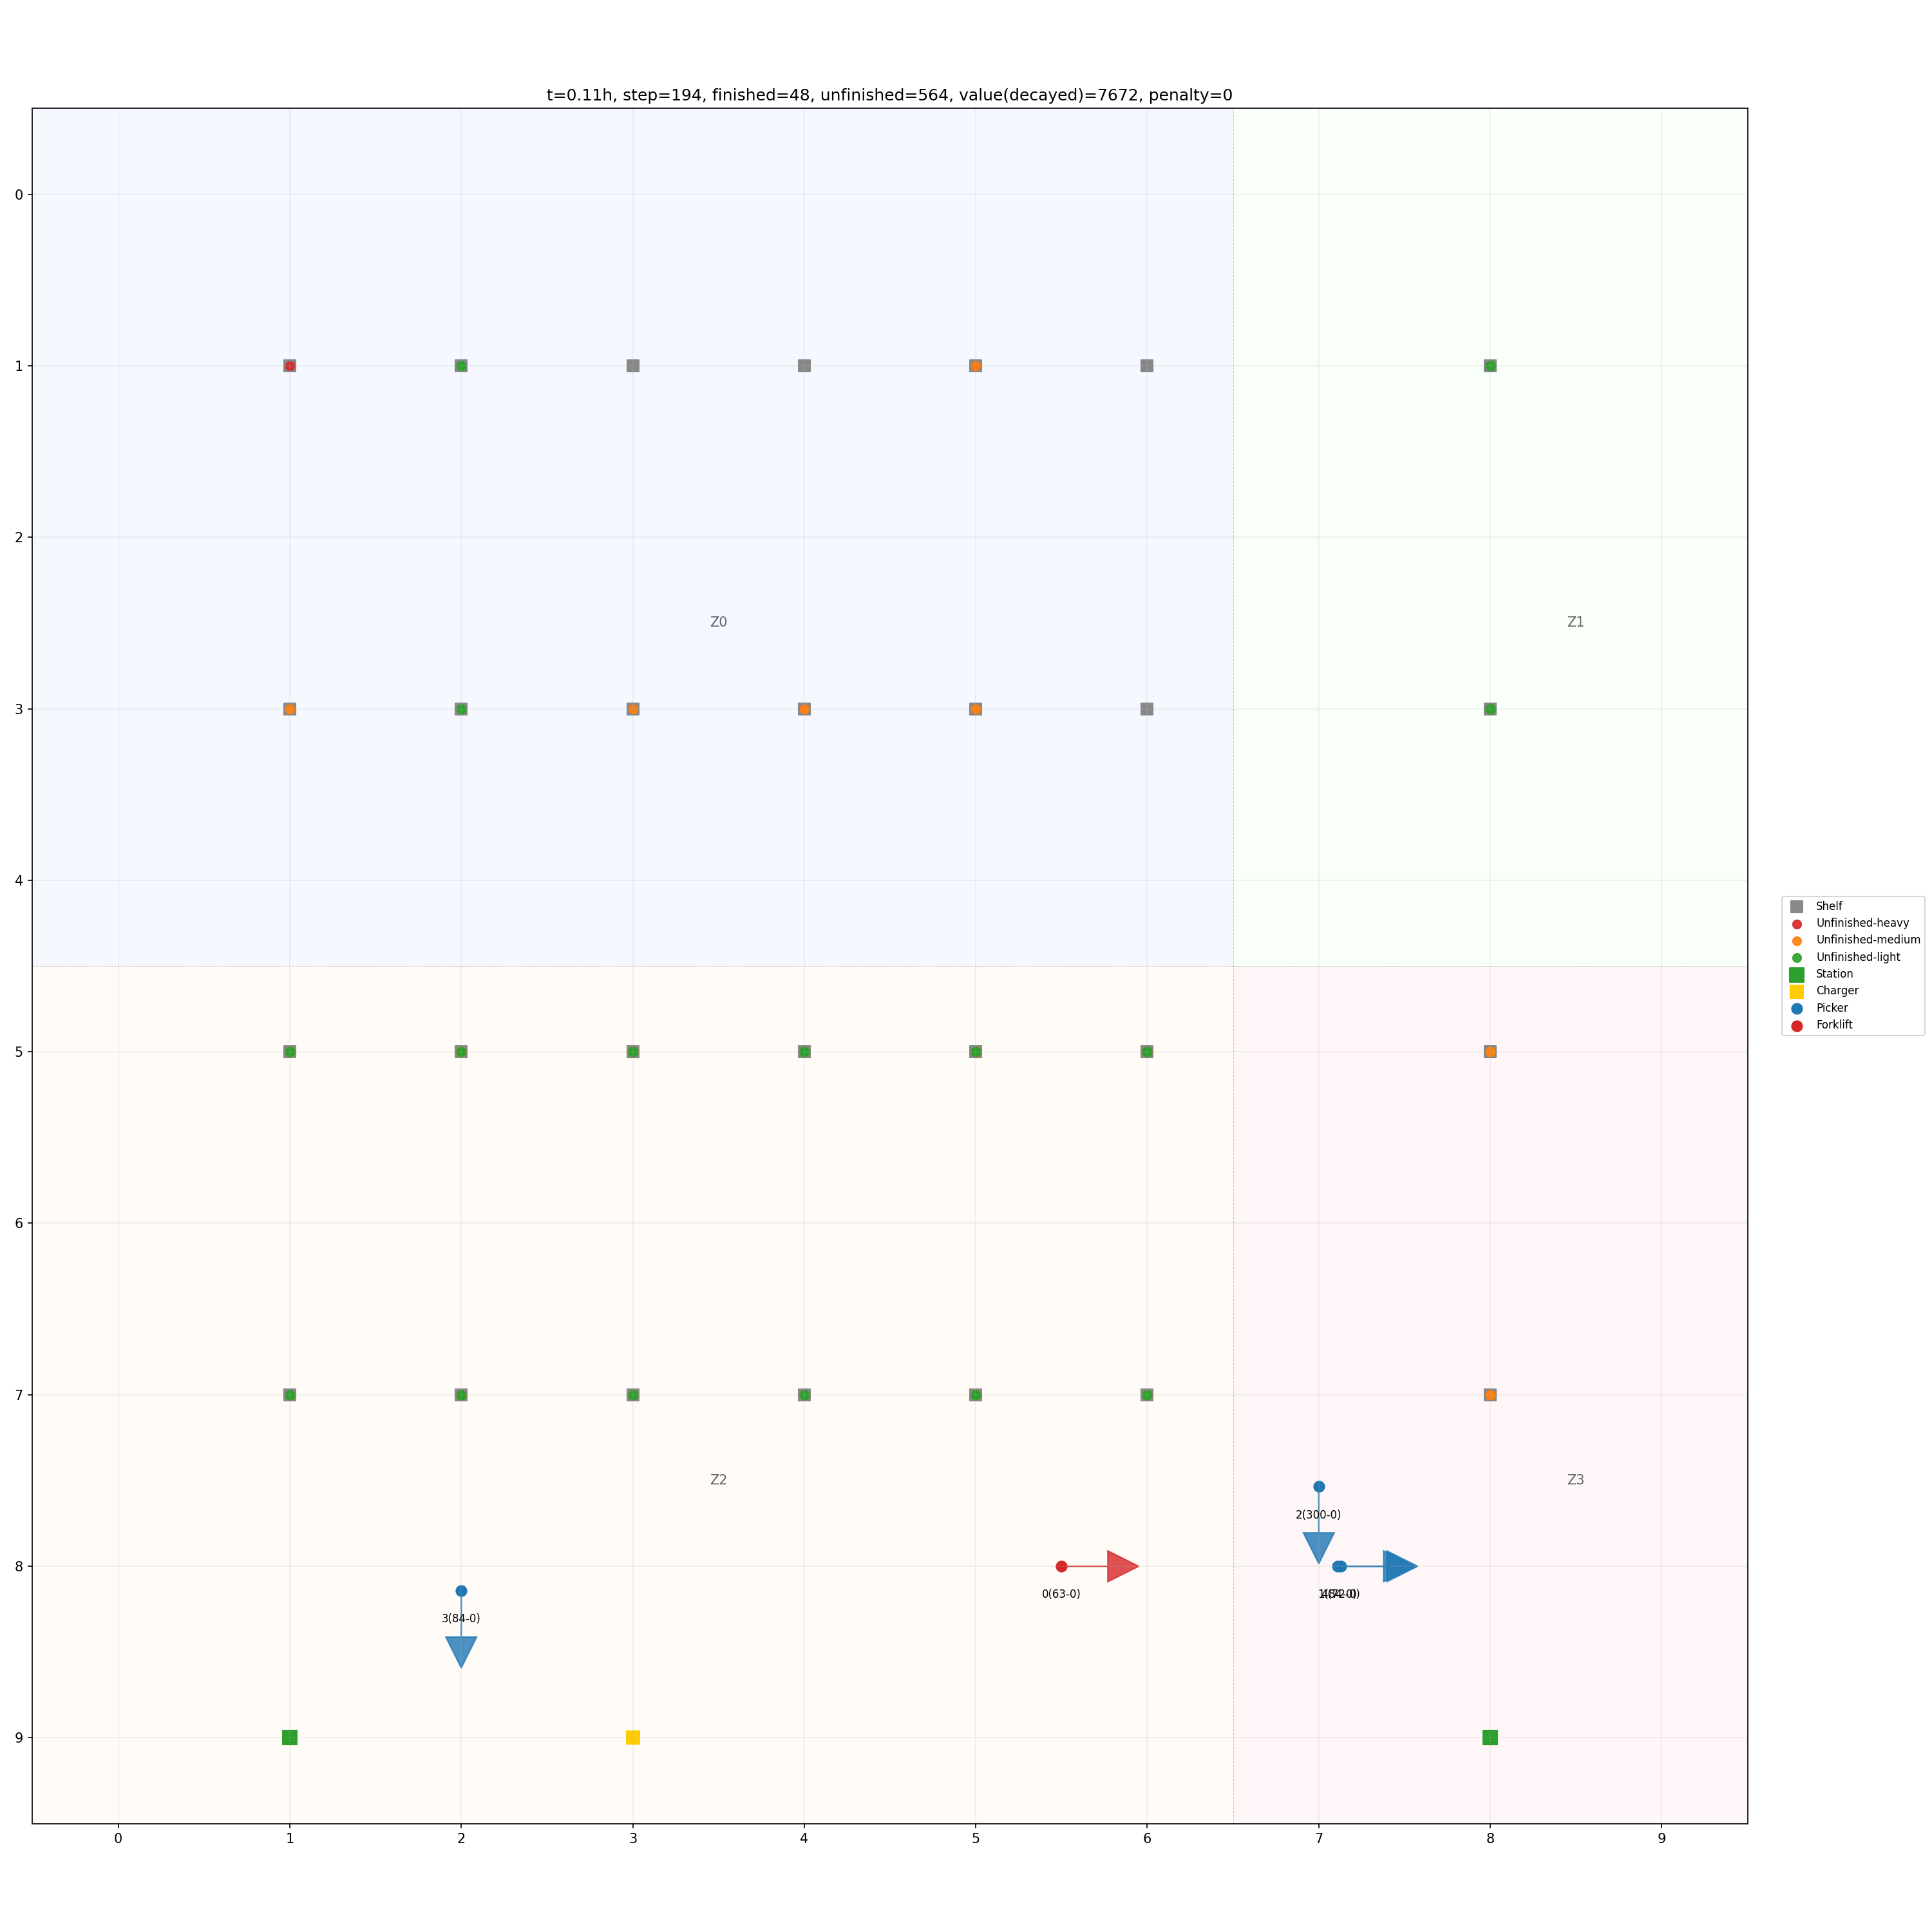 t=0.11h, step=194, finished=48, unfinished=564, value(decayed)=7672, penalty=0
0
1
2
Z0
Z1
3
4
Shelf
Unfinished-heavy
Unfinished-medium
Unfinished-light
Station
Charger
Picker
Forklift
5
6
7
Z2
Z3
2(300-0)
8
0(63-0)
3(84-0)
9
0 1 2 3 4 5 6 7 8 9